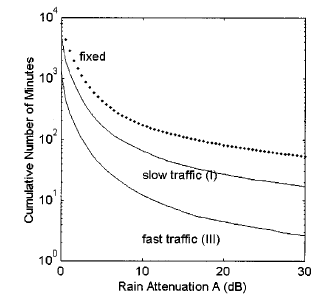 10^4
fixed
10^3
Cumulative Number of Minutes
10^2
slow traffic (I)
10^1
fast traffic (III)
10^0
0 10 20 30
Rain Attenuation A (dB)